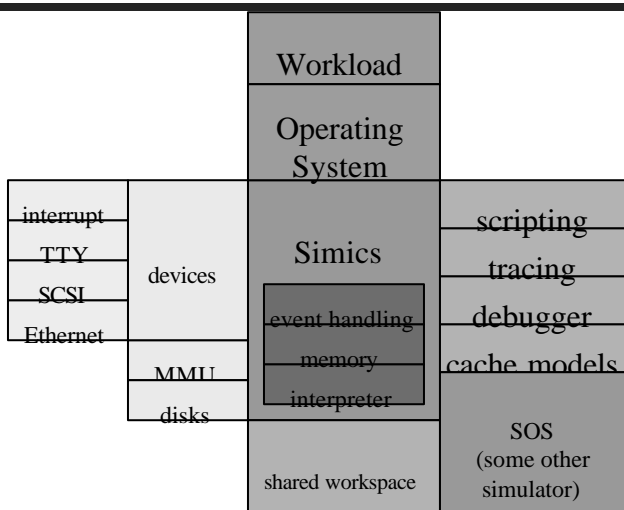 Workload
Operating
System
interrupt
TTY
SCSI
Ethernet
devices
MMU
disks
Simics
event handling
memory
interpreter
scripting
tracing
debugger
cache models
shared workspace
SOS
(some other
simulator)